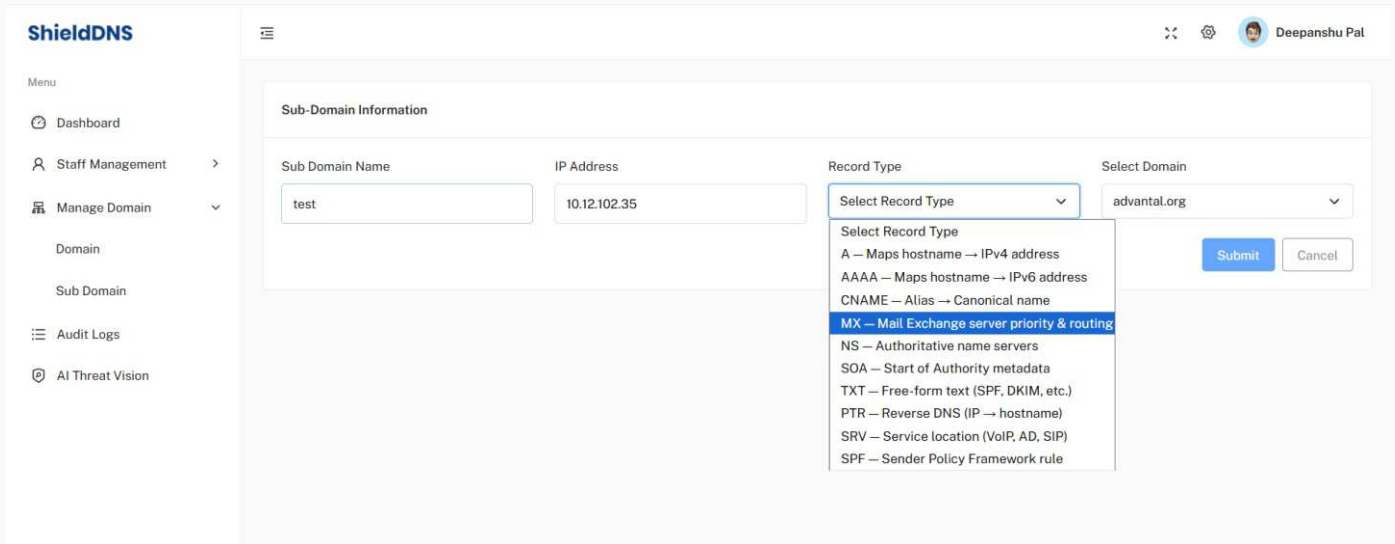 ShieldDNS
Deepanshu Pal
Menu
Dashboard
Staff Management
Manage Domain
Domain
Sub Domain
Audit Logs
AI Threat Vision
Sub-Domain Information
Sub Domain Name
test
IP Address
10.12.102.35
Record Type
Select Record Type
Select Record Type
A — Maps hostname → IPv4 address
AAAA — Maps hostname → IPv6 address
CNAME — Alias → Canonical name
MX — Mail Exchange server priority & routing
NS — Authoritative name servers
SOA — Start of Authority metadata
TXT — Free-form text (SPF, DKIM, etc.)
PTR — Reverse DNS (IP → hostname)
SRV — Service location (VoIP, AD, SIP)
SPF — Sender Policy Framework rule
Select Domain
advantal.org
Submit
Cancel